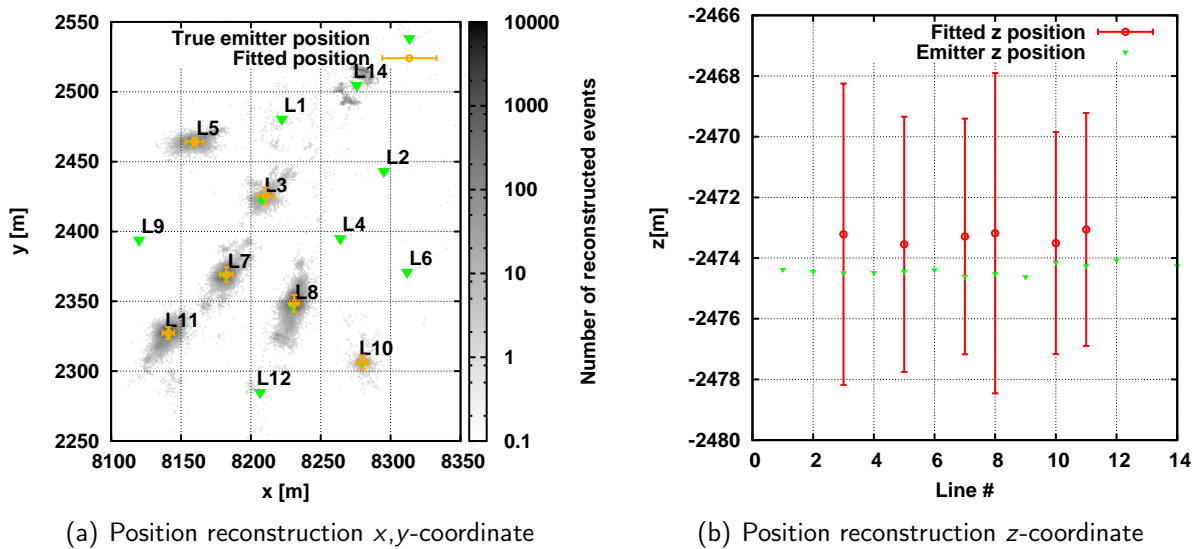 2550
2500
2450
2400
2350
2300
2250
y [m]
8100 8150 8200 8250 8300 8350
x [m]
True emitter position
Fitted position
L14
L1
L5
L2
L3
L9
L4
L7
L6
L8
L11
L10
L12
10000
1000
100
10
1
0.1
Number of reconstructed events
(a) Position reconstruction x,y-coordinate
-2466
-2468
-2470
-2472
-2474
-2476
-2478
-2480
z[m]
Fitted z position
Emitter z position
0 2 4 6 8 10 12 14
Line #
(b) Position reconstruction z-coordinate